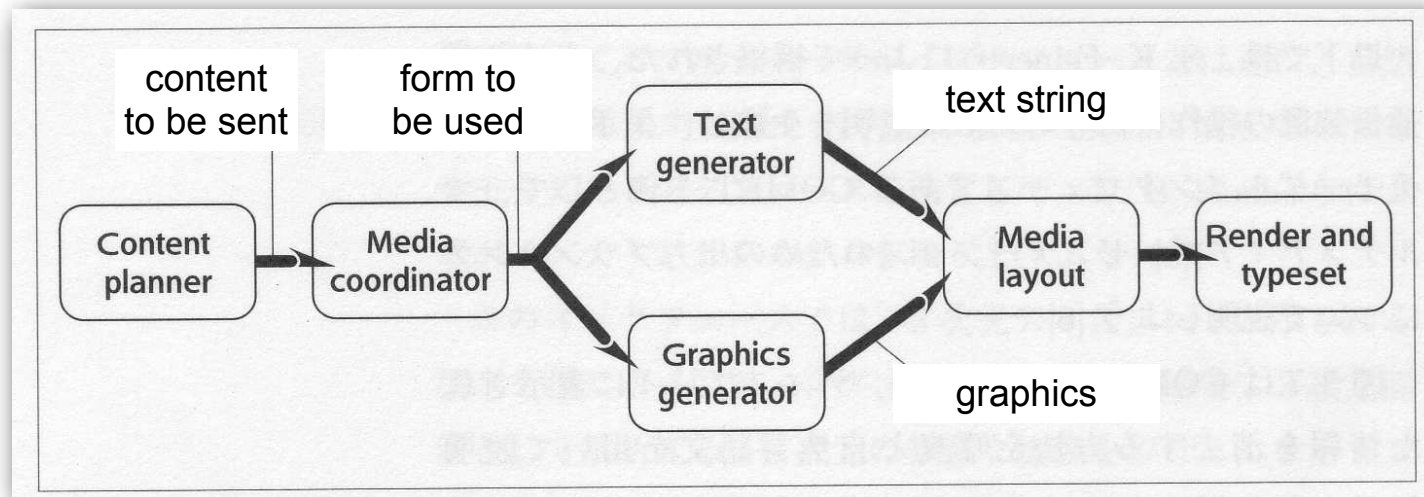 content
to be sent
form to
be used
text string
Text
generator
Content
planner
Media
coordinator
Media
layout
Render and
typeset
Graphics
generator
graphics